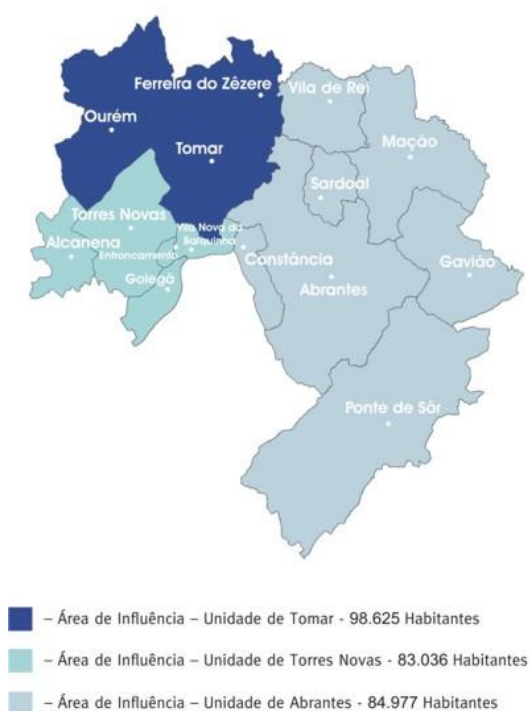 Ferreira do Zêzere
Vila de Rei
Ourém
Mação
Tomar
Sardoal
Torres Novas
Vila Nova da
Barquinha
Alcanena
Entroncamento
Constância
Gavião
Golegã
Abrantes
Ponte de Sôr
– Área de Influência – Unidade de Tomar - 98.625 Habitantes
– Área de Influência – Unidade de Torres Novas - 83.036 Habitantes
– Área de Influência – Unidade de Abrantes - 84.977 Habitantes